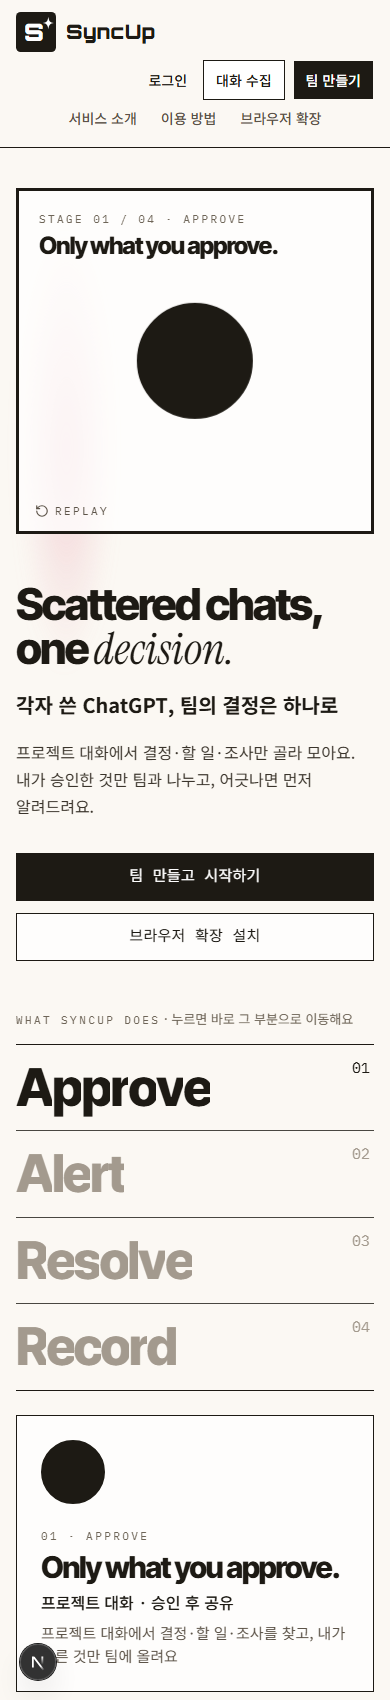 S
SyncUp
로그인
대화 수집
팀 만들기
서비스 소개
이용 방법
브라우저 확장
STAGE 01 / 04 · APPROVE
Only what you approve.
REPLAY
Scattered chats,
one decision.
각자 쓴 ChatGPT, 팀의 결정은 하나로
프로젝트 대화에서 결정·할 일·조사만 골라 모아요.
내가 승인한 것만 팀과 나누고, 어긋나면 먼저
알려드려요.
팀 만들고 시작하기
브라우저 확장 설치
WHAT SYNCUP DOES · 누르면 바로 그 부분으로 이동해요
Approve 01
Alert 02
Resolve 03
Record 04
01 · APPROVE
Only what you approve.
프로젝트 대화 · 승인 후 공유
프로젝트 대화에서 결정·할 일·조사를 찾고, 내가
른 것만 팀에 올려요
N